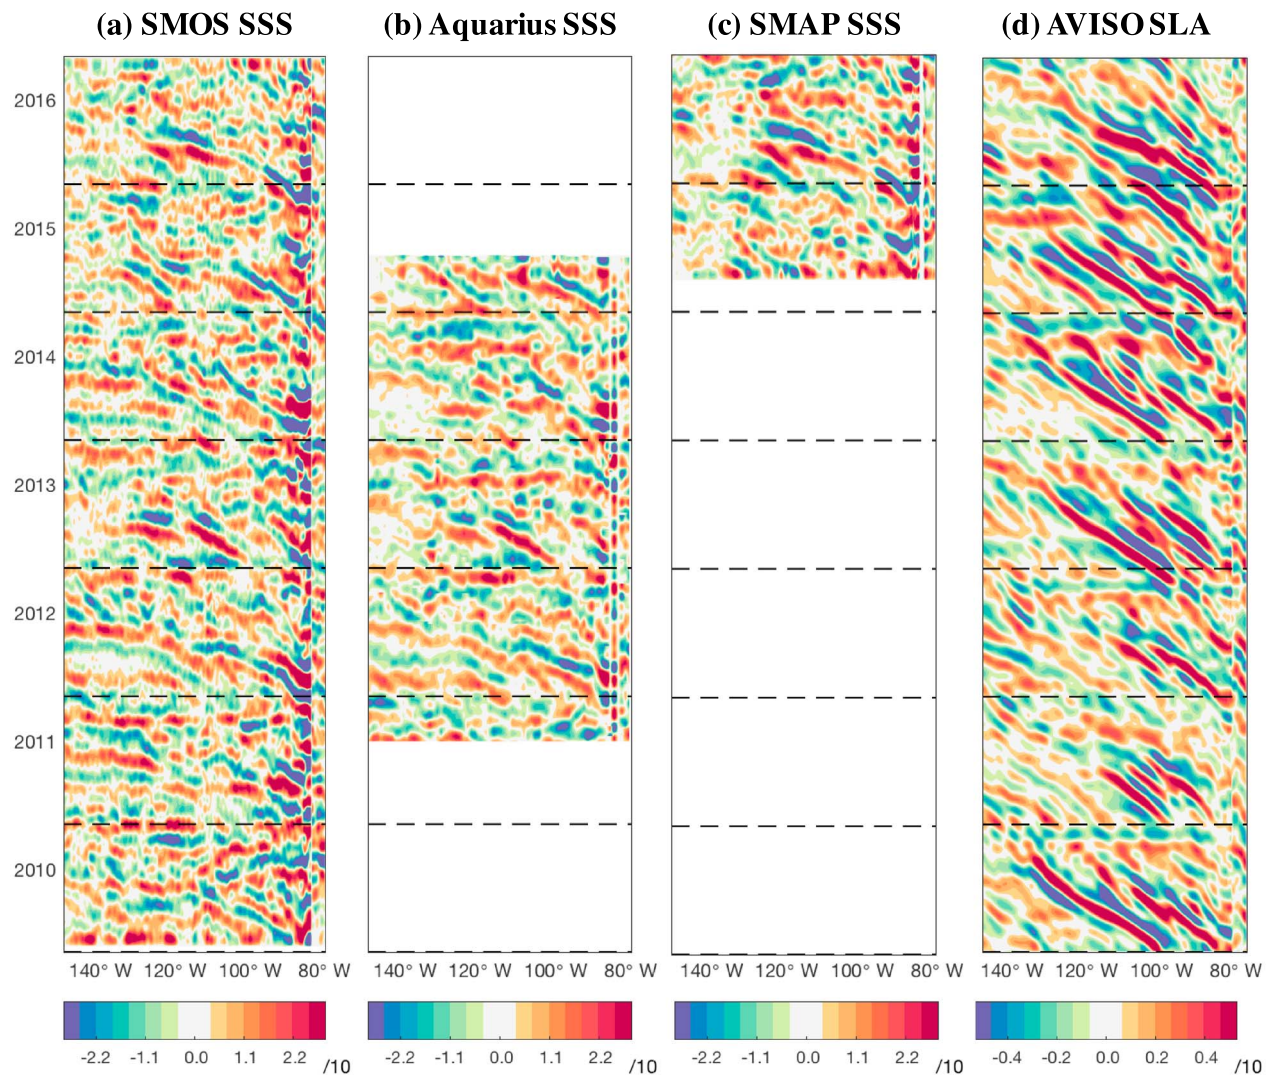 (a) SMOS SSS
(b) Aquarius SSS
(c) SMAP SSS
(d) AVISO SLA
2016
2015
2014
2013
2012
2011
2010
140° W 120° W 100° W 80° W
140° W 120° W 100° W 80° W
140° W 120° W 100° W 80° W
140° W 120° W 100° W 80° W
-2.2 -1.1 0.0 1.1 2.2 /10
-2.2 -1.1 0.0 1.1 2.2 /10
-2.2 -1.1 0.0 1.1 2.2 /10
-0.4 -0.2 0.0 0.2 0.4 /10